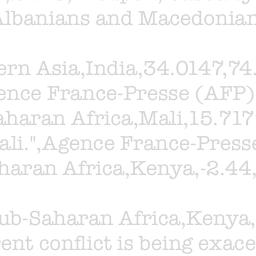 Albanians and Macedonian
ern Asia,India,34.0147,74.
ence France-Presse (AFP)
aharan Africa,Mali,15.717
ali.",Agence France-Presse
haran Africa,Kenya,-2.44,
ub-Saharan Africa,Kenya,
ent conflict is being exace